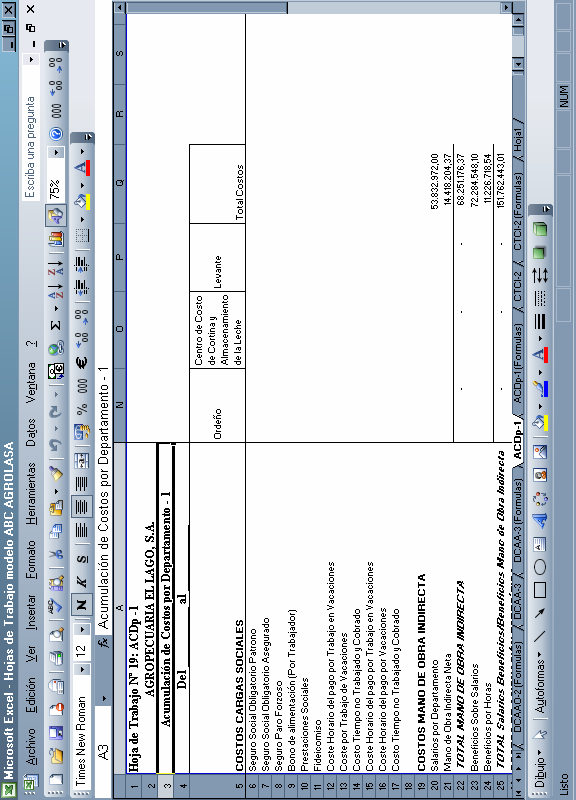 Microsoft Excel - Hojas de Trabajo modelo ABC AGROLASA
Archivo Edición Ver Insertar Formato Herramientas Datos Ventana ?
Escriba una pregunta
75%
Times New Roman 12 N K S % 000 €
A3 fx Acumulación de Costos por Departamento - 1
A N O P Q R S
1 Hoja de Trabajo Nº 19: ACDp -1
2 AGROPECUARIA EL LAGO, S.A.
3 Acumulación de Costos por Departamento - 1
4 Del al
Ordeño
Centro de Costo
de Cortina y
Almacenamiento
de la Leche
Levante
Total Costos
5 COSTOS CARGAS SOCIALES
6 Seguro Social Obligatorio Patrono
7 Seguro Social Obligatorio Asegurado
8 Seguro Paro Forzoso
9 Bono de alimentación (Por Trabajador)
10 Prestaciones Sociales
11 Fideicomiso
12 Coste Horario del pago por Trabajo en Vacaciones
13 Coste por Trabajo de Vacaciones
14 Costo Tiempo no Trabajado y Cobrado
15 Coste Horario del pago por Trabajo en Vacaciones
16 Coste Horario del pago por Vacaciones
17 Costo Tiempo no Trabajado y Cobrado
18
19 COSTOS MANO DE OBRA INDIRECTA
20 Salarios por Departamento 53.832.972,00
21 Mano de Obra Indirecta Neta 14.418.204,37
22 TOTAL MANO DE OBRA INDIRECTA - - - 68.251.176,37
23 Beneficios Sobre Salarios 72.284.548,10
24 Beneficios por Horas 11.226.718,54
25 TOTAL Salarios Beneficios/Beneficios Mano de Obra Indirecta - - - 151.762.443,01
DCAAO-2 (Formulas) DCAA-3 DCAA-3 (Formulas) ACDp-1 ACDp-1 (Formulas) CTCI-2 CTCI-2 (Formulas) Hoja1
Dibujo Autoformas
Listo NUM